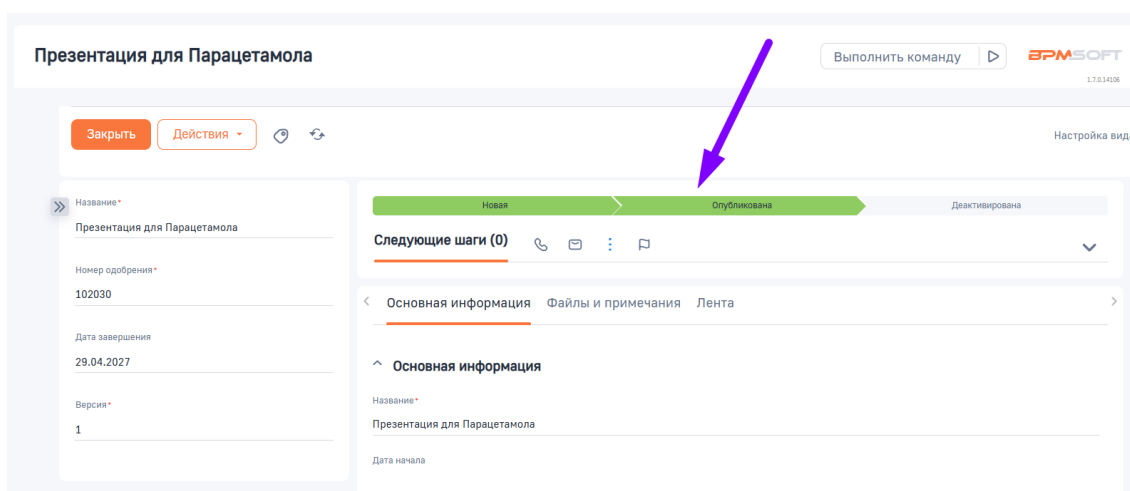 Презентация для Парацетамола
Выполнить команду
BPMSOFT
1.7.0.14106
Закрыть
Действия
Настройка вид
Название*
Презентация для Парацетамола
Номер одобрения*
102030
Дата завершения
29.04.2027
Версия*
1
Новая
Опубликована
Деактивирована
Следующие шаги (0)
Основная информация Файлы и примечания Лента
Основная информация
Название*
Презентация для Парацетамола
Дата начала